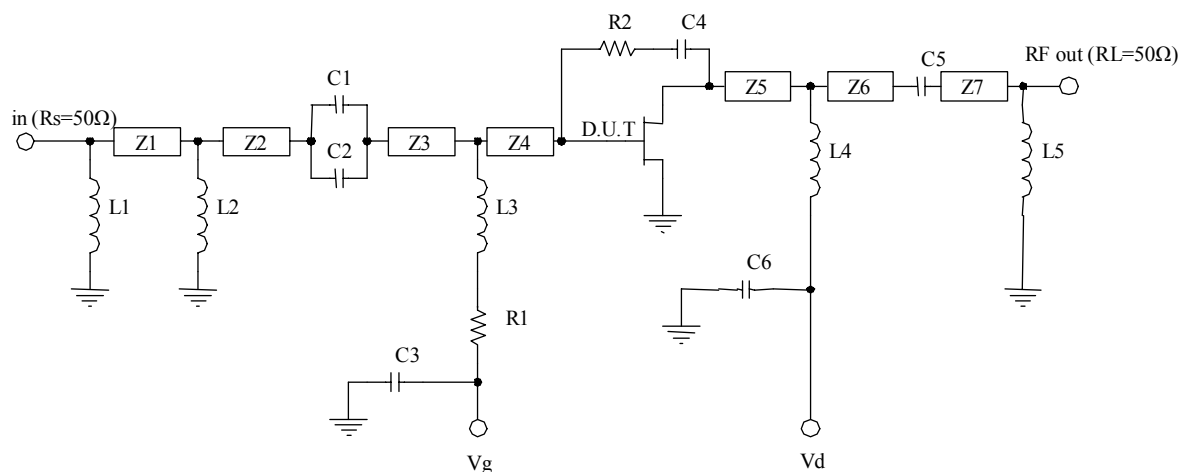 R2
C4
RF out (RL=50Ω)
C1
C5
Z5
Z6
Z7
in (Rs=50Ω)
D.U.T
Z1
Z2
C2
Z3
Z4
L1
L2
L3
L4
L5
C6
R1
C3
Vg
Vd